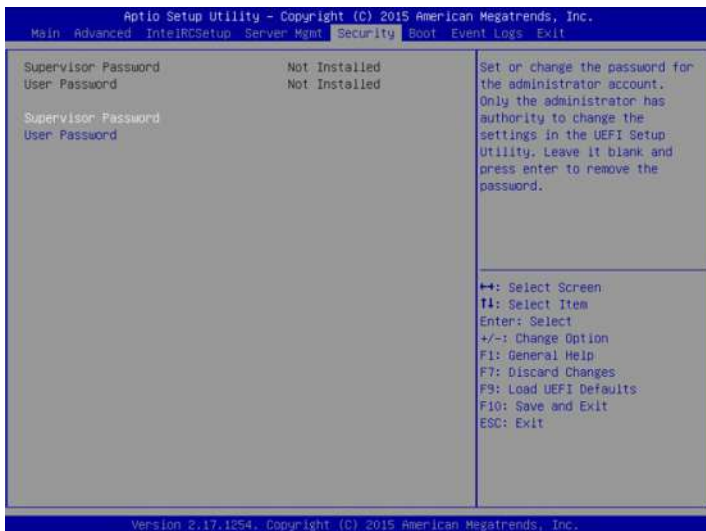 Aptio Setup Utility – Copyright (C) 2015 American Megatrends, Inc.
Main Advanced IntelRCSetup Server Mgmt Security Boot Event Logs Exit
Supervisor Password Not Installed
User Password Not Installed
Supervisor Password
User Password
Set or change the password for
the administrator account.
Only the administrator has
authority to change the
settings in the UEFI Setup
Utility. Leave it blank and
press enter to remove the
password.
↔: Select Screen
↑↓: Select Item
Enter: Select
+/-: Change Option
F1: General Help
F7: Discard Changes
F9: Load UEFI Defaults
F10: Save and Exit
ESC: Exit
Version 2.17.1254. Copyright (C) 2015 American Megatrends, Inc.